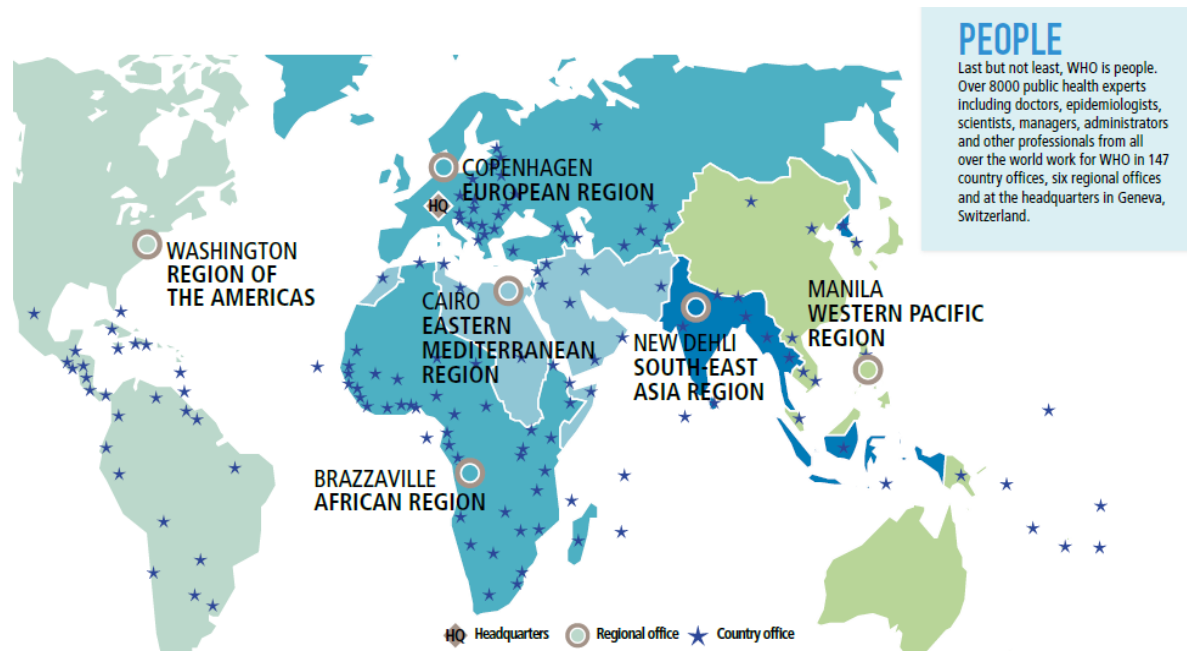 PEOPLE
Last but not least, WHO is people.
Over 8000 public health experts
including doctors, epidemiologists,
scientists, managers, administrators
and other professionals from all
over the world work for WHO in 147
country offices, six regional offices
and at the headquarters in Geneva,
Switzerland.
COPENHAGEN
EUROPEAN REGION
HQ
WASHINGTON
REGION OF
THE AMERICAS
CAIRO
EASTERN
MEDITERRANEAN
REGION
NEW DEHLI
SOUTH-EAST
ASIA REGION
MANILA
WESTERN PACIFIC
REGION
BRAZZAVILLE
AFRICAN REGION
HQ Headquarters Regional office Country office